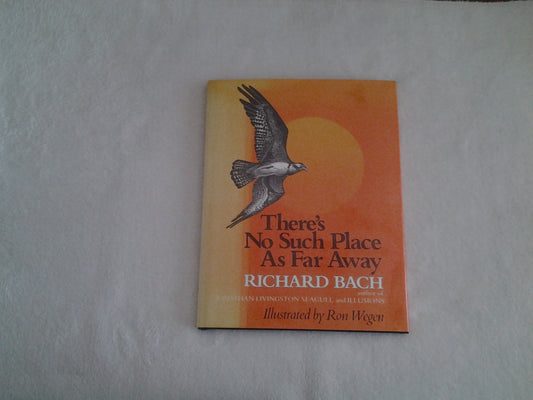 There's
No Such Place
As Far Away
RICHARD BACH
author of
JONATHAN LIVINGSTON SEAGULL and ILLUSIONS
Illustrated by Ron Wegen